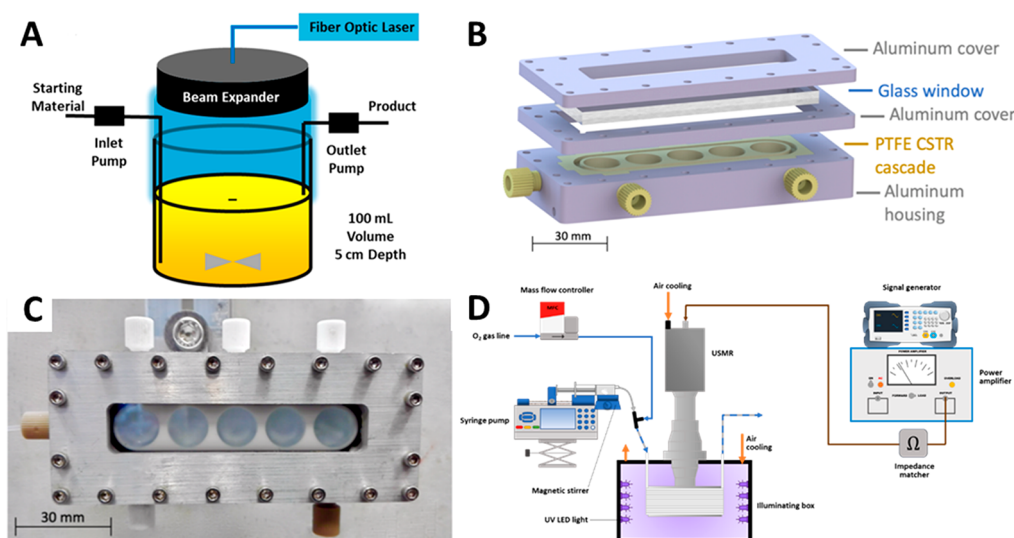 A
Fiber Optic Laser
Beam Expander
Starting
Material
Inlet
Pump
Product
Outlet
Pump
100 mL
Volume
5 cm Depth
B
Aluminum cover
Glass window
Aluminum cover
PTFE CSTR
cascade
Aluminum
housing
30 mm
C
30 mm
D
Mass flow controller
Air cooling
Signal generator
O₂ gas line
USMR
POWER AMPLIFIER
Power
amplifier
Syringe pump
Air
cooling
Ω
Impedance
matcher
Magnetic stirrer
UV LED light
Illuminating box